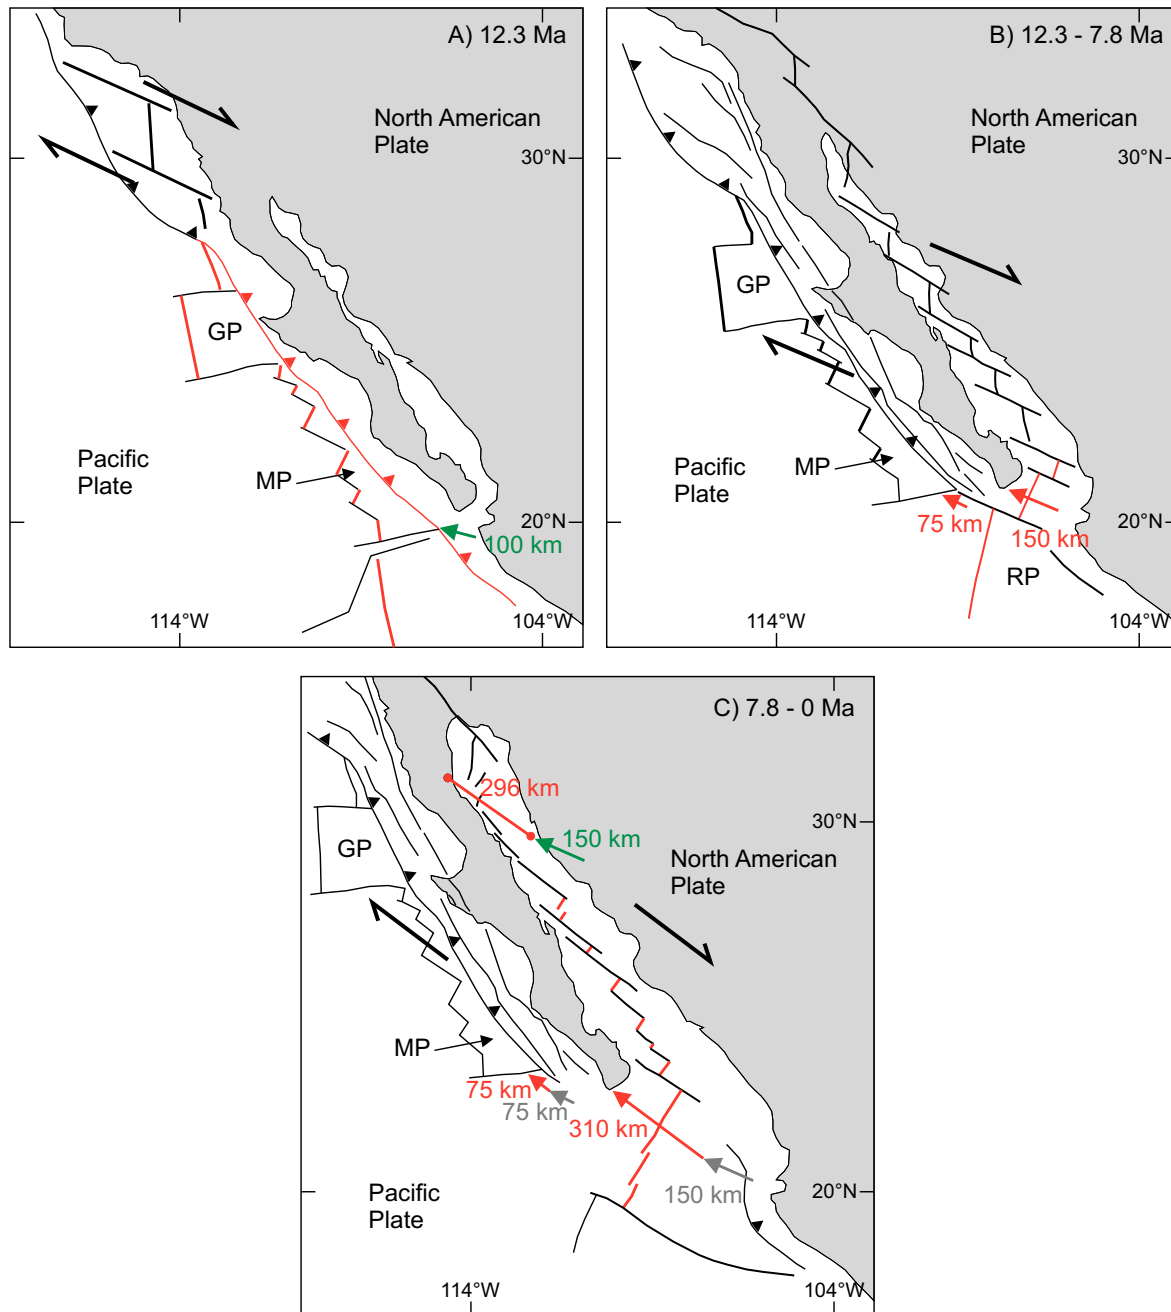 A) 12.3 Ma
North American
Plate
30°N
GP
Pacific
Plate
MP
20°N
100 km
114°W
104°W
B) 12.3 - 7.8 Ma
North American
Plate
30°N
GP
Pacific
Plate
MP
75 km
150 km
20°N
RP
114°W
104°W
C) 7.8 - 0 Ma
296 km
150 km
30°N
GP
North American
Plate
MP
75 km
75 km
310 km
150 km
20°N
Pacific
Plate
114°W
104°W